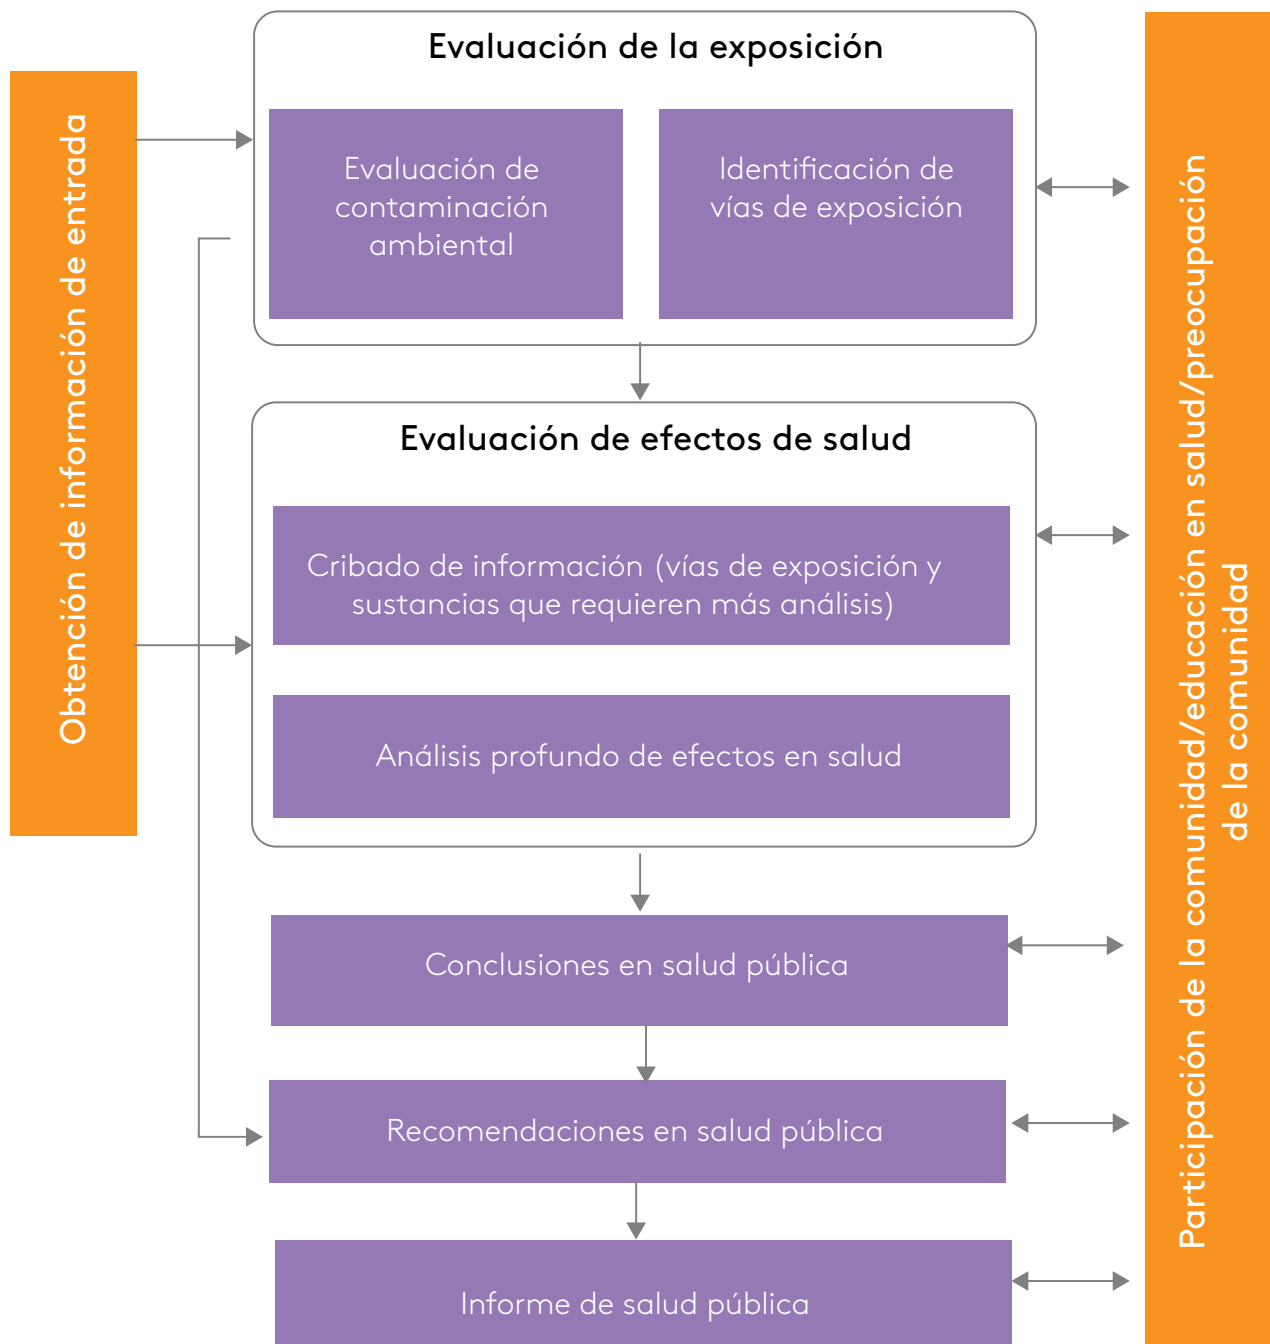 Obtención de información de entrada
Evaluación de la exposición
Evaluación de
contaminación
ambiental
Identificación de
vías de exposición
Evaluación de efectos de salud
Cribado de información (vías de exposición y
sustancias que requieren más análisis)
Análisis profundo de efectos en salud
Conclusiones en salud pública
Recomendaciones en salud pública
Informe de salud pública
Participación de la comunidad/educación en salud/preocupación
de la comunidad